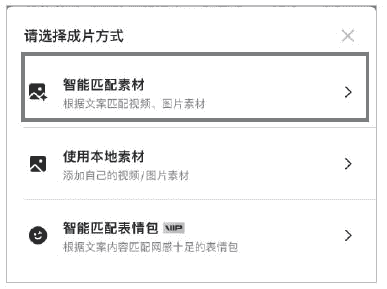 请选择成片方式
智能匹配素材
根据文案匹配视频、图片素材
使用本地素材
添加自己的视频/图片素材
智能匹配表情包 VIP
根据文案内容匹配网感十足的表情包